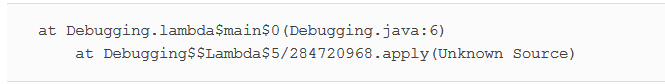 at Debugging.lambda$main$0(Debugging.java:6)
at Debugging$$Lambda$5/284720968.apply(Unknown Source)